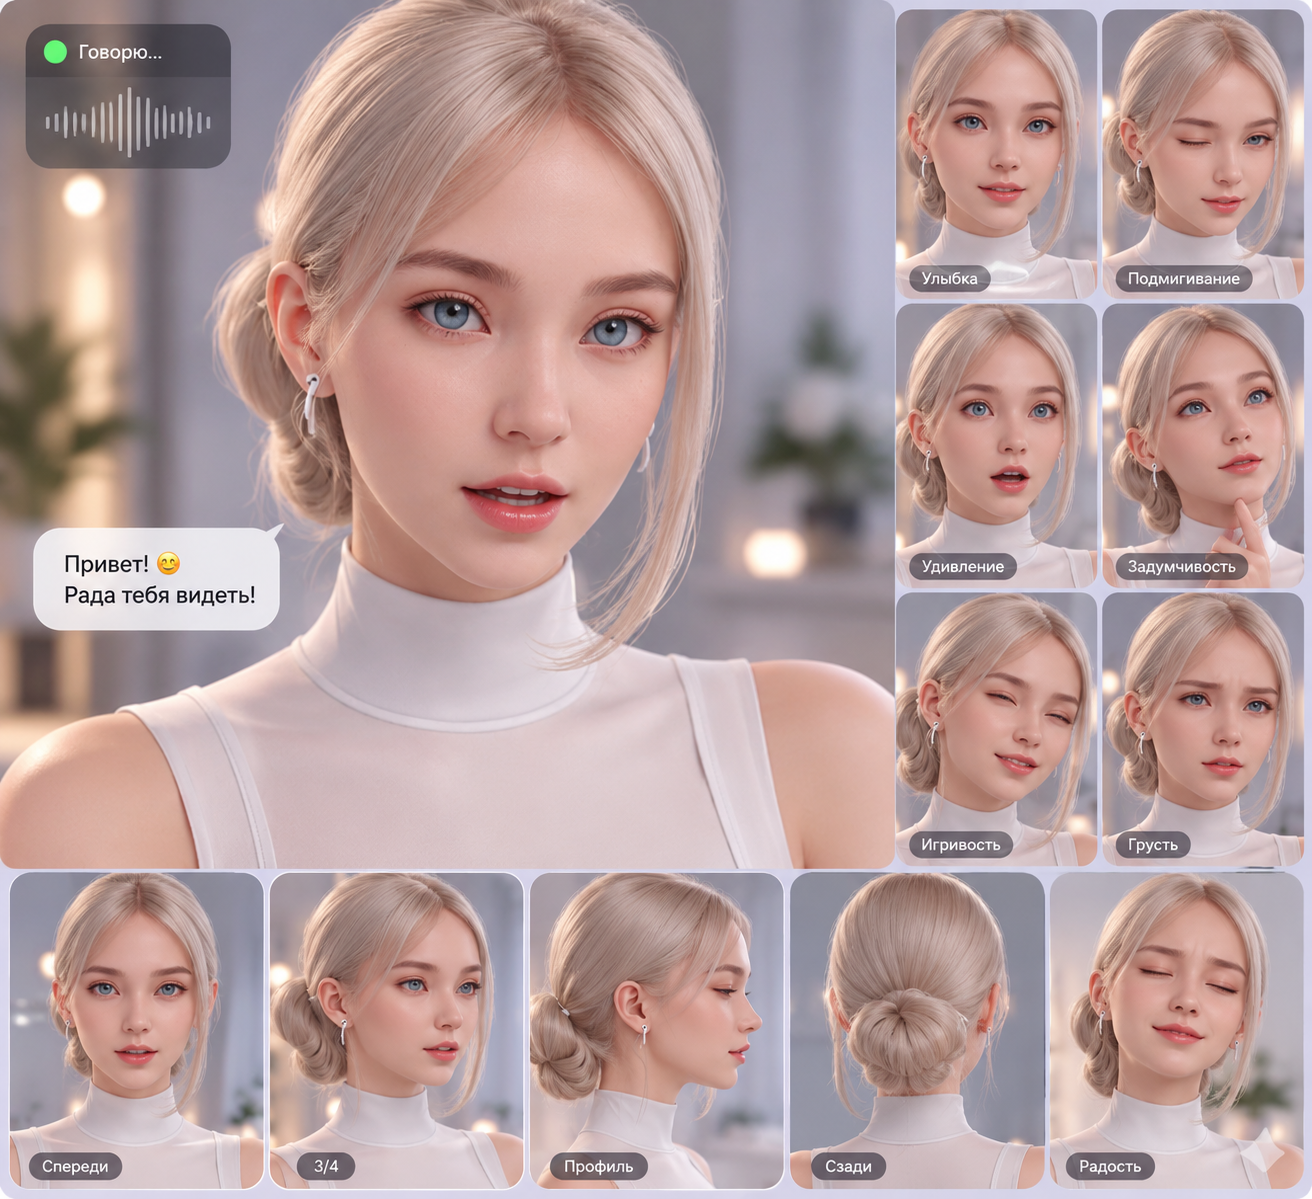 Говорю...
Привет! 😊
Рада тебя видеть!
Улыбка
Подмигивание
Удивление
Задумчивость
Игривость
Грусть
Спереди
3/4
Профиль
Сзади
Радость